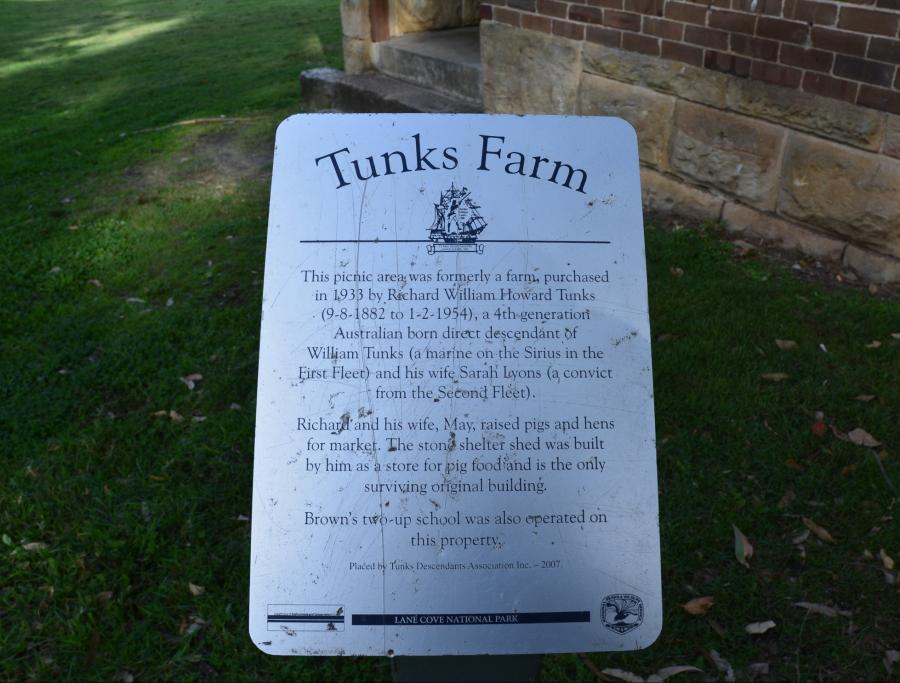 Tunks Farm
This picnic area was formerly a farm, purchased
in 1933 by Richard William Howard Tunks
(9-8-1882 to 1-2-1954), a 4th generation
Australian born direct descendant of
William Tunks (a marine on the Sirius in the
First Fleet) and his wife Sarah Lyons (a convict
from the Second Fleet).
Richard and his wife, May, raised pigs and hens
for market. The stone shelter shed was built
by him as a store for pig food and is the only
surviving original building.
Brown's two-up school was also operated on
this property.
Placed by Tunks Descendants Association Inc. – 2007
LANE COVE NATIONAL PARK